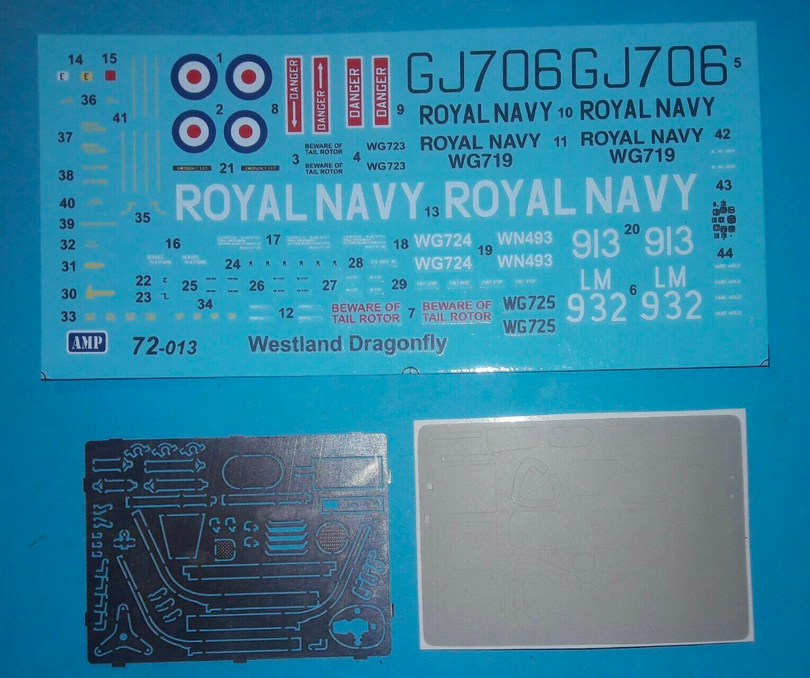 14 15 1 DANGER DANGER DANGER DANGER GJ706 GJ706 5
36 2 8 9 ROYAL NAVY 10 ROYAL NAVY
41
37 BEWARE OF TAIL ROTOR WG723 ROYAL NAVY 11 ROYAL NAVY 42
21 3 BEWARE OF TAIL ROTOR 4 WG723 WG719 WG719
38
40 35 ROYAL NAVY 13 ROYAL NAVY 43
39
32 16 17 18 WG724 19 WN493 913 20 913
31 24 28 WG724 WN493 44
22 25 26 27 29 LM 6 LM
30 23 34 12 BEWARE OF TAIL ROTOR 7 BEWARE OF TAIL ROTOR WG725 932 932
33 WG725
AMP 72-013 Westland Dragonfly